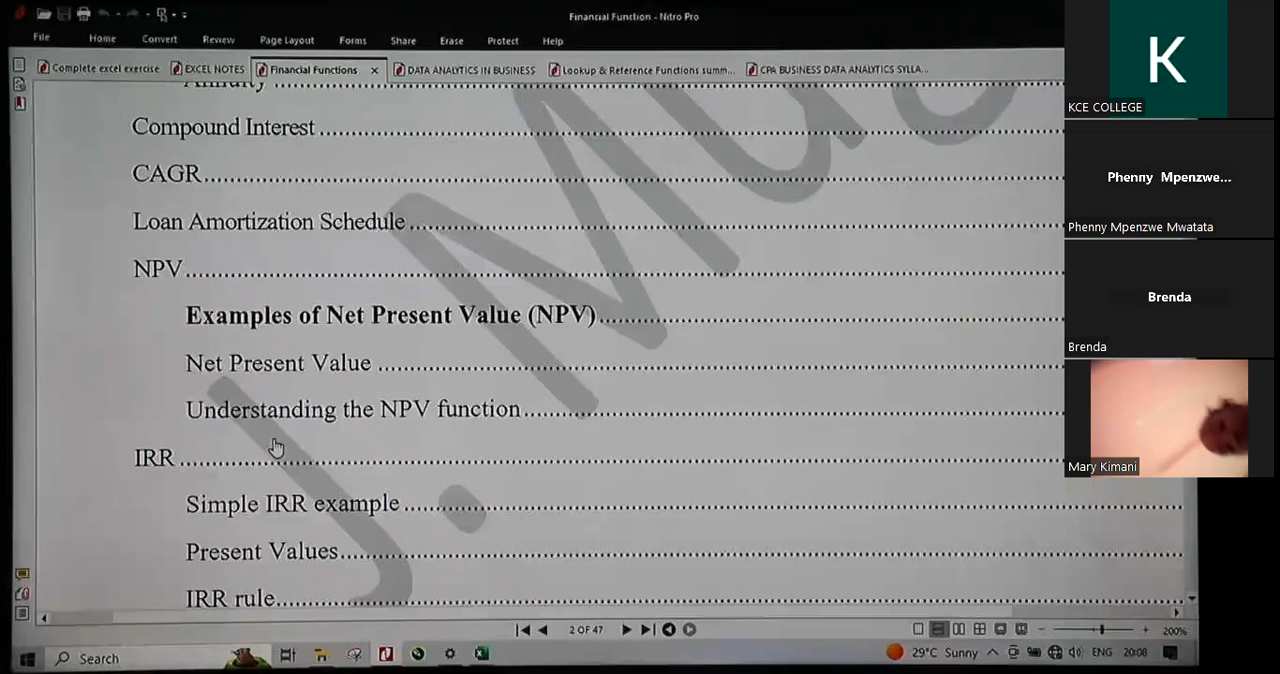 Financial Function - Nitro Pro
File Home Convert Review Page Layout Forms Share Erase Protect Help
Complete excel exercise EXCEL NOTES Financial Functions × DATA ANALYTICS IN BUSINESS Lookup & Reference Functions summ... CPA BUSINESS DATA ANALYTICS SYLLA...
Annuity
Compound Interest
CAGR
Loan Amortization Schedule
NPV
Examples of Net Present Value (NPV)
Net Present Value
Understanding the NPV function
IRR
Simple IRR example
Present Values
IRR rule
J. Mu
2 OF 47
200%
Search
29°C Sunny ENG 20:08
K
KCE COLLEGE
Phenny Mpenzwe...
Phenny Mpenzwe Mwatata
Brenda
Brenda
Mary Kimani